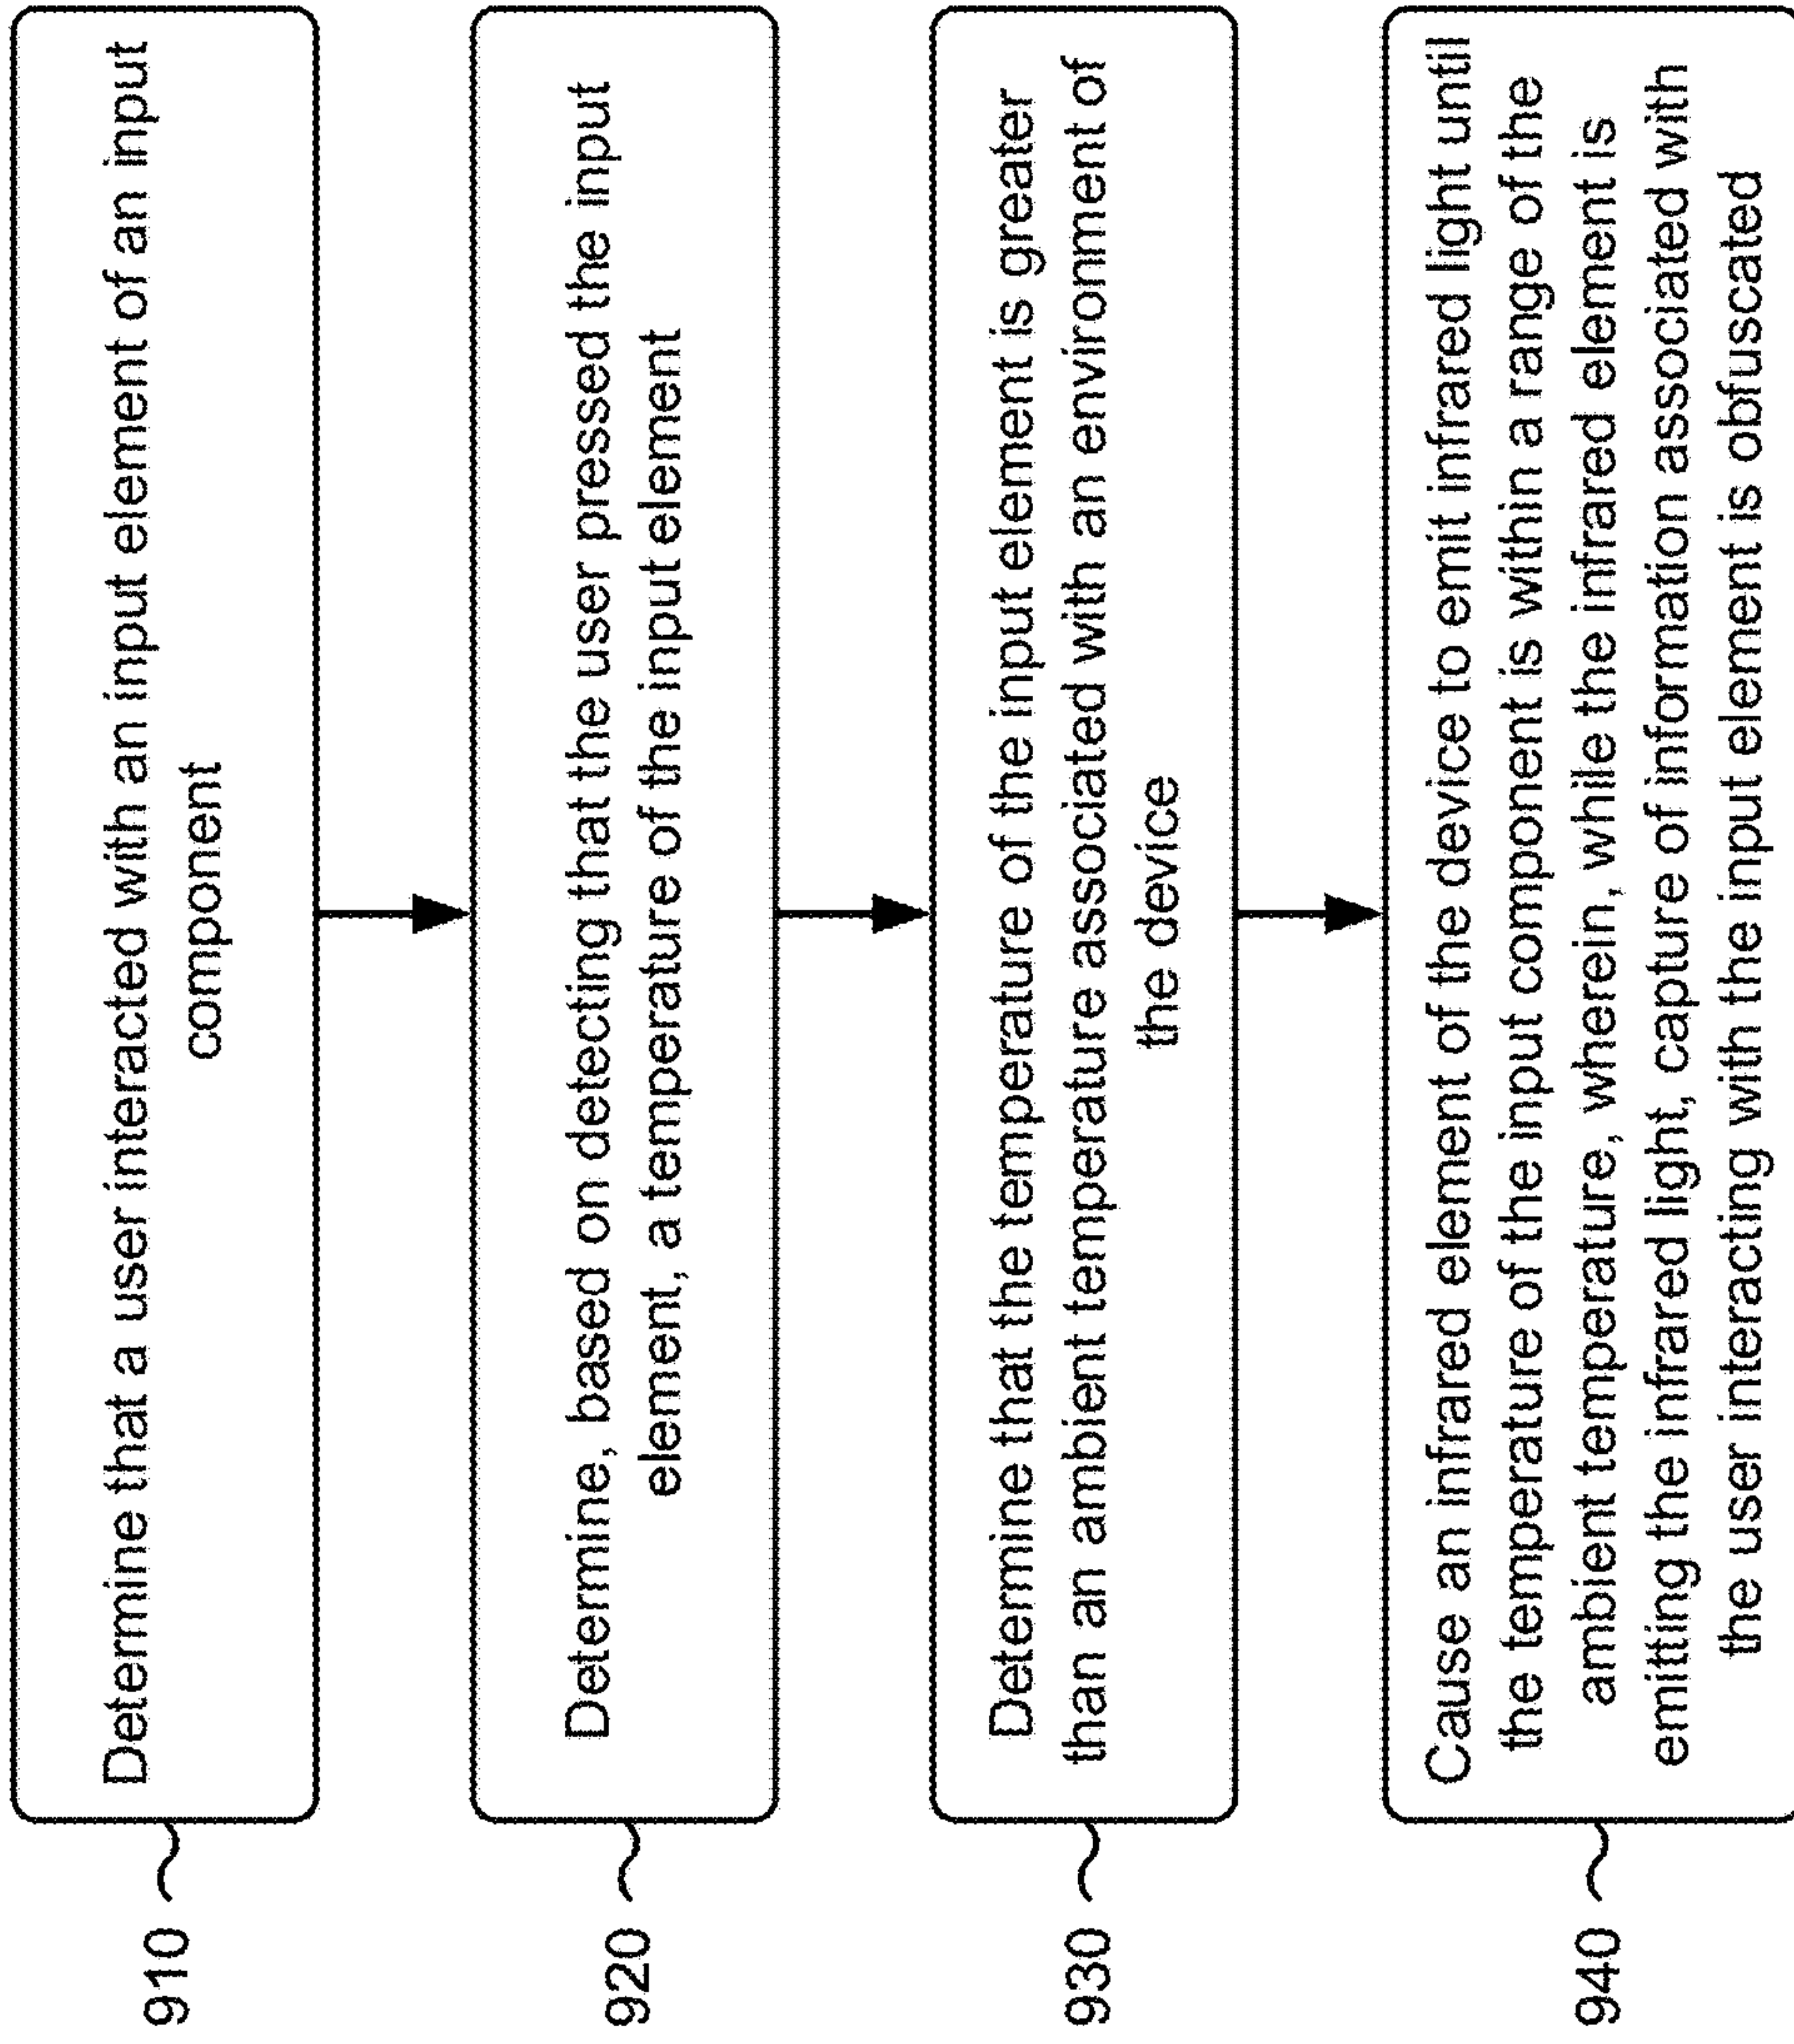 910
Determine that a user interacted with an input element of an input
component
920
Determine, based on detecting that the user pressed the input
element, a temperature of the input element
930
Determine that the temperature of the input element is greater
than an ambient temperature associated with an environment of
the device
940
Cause an infrared element of the device to emit infrared light until
the temperature of the input component is within a range of the
ambient temperature, wherein, while the infrared element is
emitting the infrared light, capture of information associated with
the user interacting with the input element is obfuscated